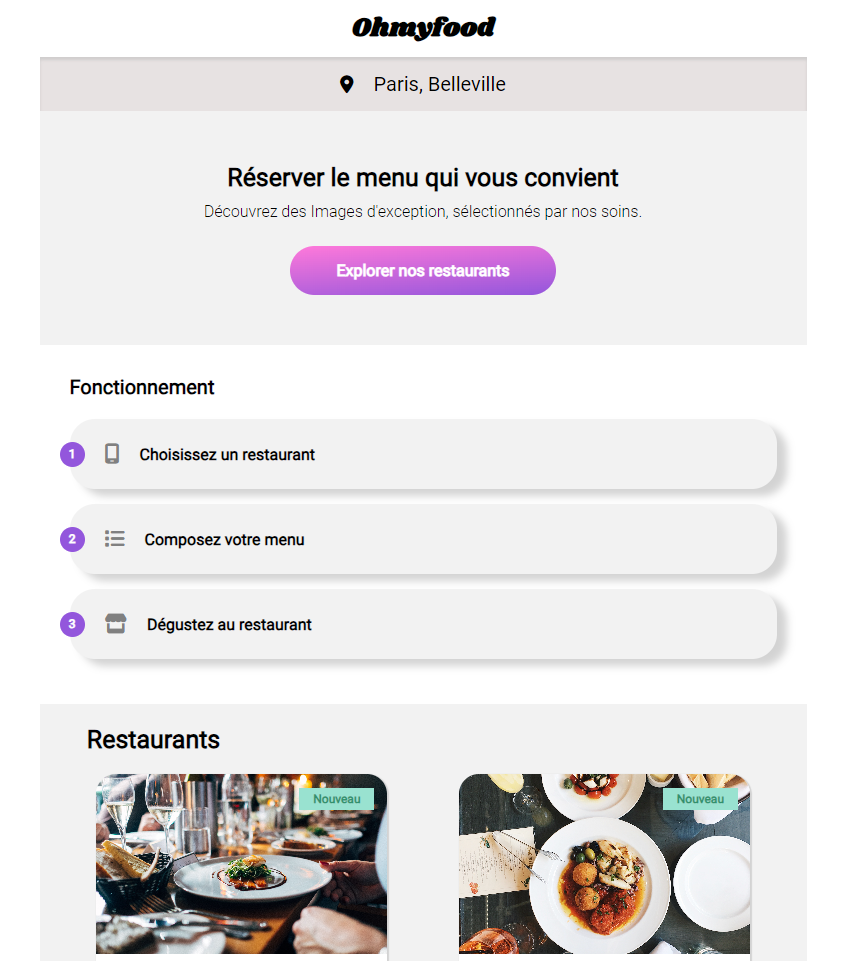 Ohmyfood
Paris, Belleville
Réserver le menu qui vous convient
Découvrez des Images d'exception, sélectionnés par nos soins.
Explorer nos restaurants
Fonctionnement
1 Choisissez un restaurant
2 Composez votre menu
3 Dégustez au restaurant
Restaurants
Nouveau
Nouveau